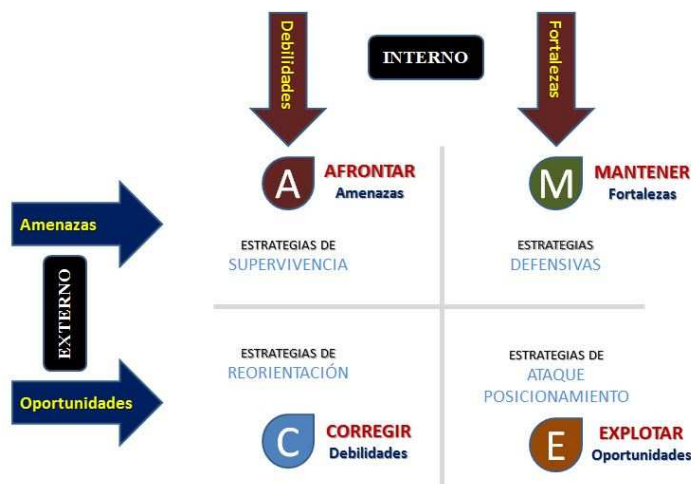 Debilidades
INTERNO
Fortalezas
A
AFRONTAR
Amenazas
M
MANTENER
Fortalezas
Amenazas
ESTRATEGIAS DE
SUPERVIVENCIA
ESTRATEGIAS
DEFENSIVAS
EXTERNO
ESTRATEGIAS DE
REORIENTACIÓN
ESTRATEGIAS DE
ATAQUE
POSICIONAMIENTO
Oportunidades
C
CORREGIR
Debilidades
E
EXPLOTAR
Oportunidades